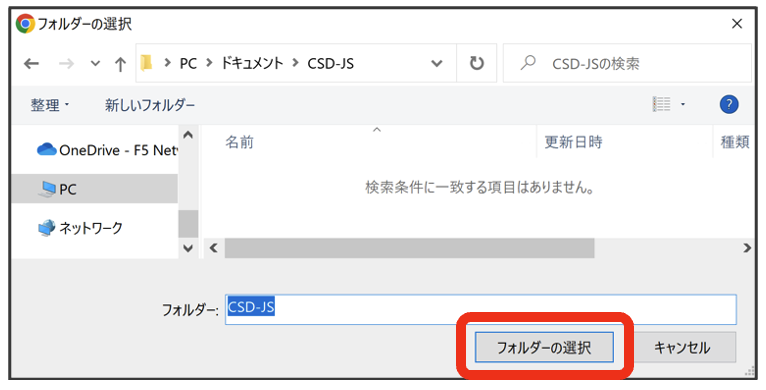 フォルダーの選択
PC ドキュメント CSD-JS CSD-JSの検索
整理 新しいフォルダー ?
名前 更新日時 種類
OneDrive - F5 Net
検索条件に一致する項目はありません。
PC
ネットワーク
フォルダー: CSD-JS
フォルダーの選択 キャンセル